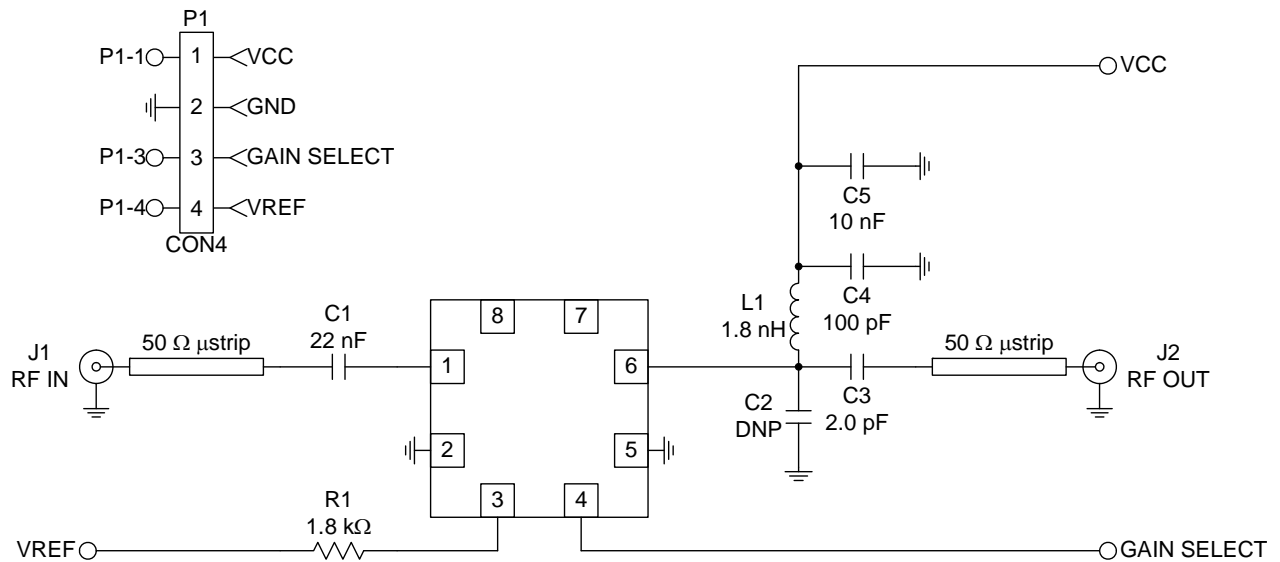 P1
P1-1
1
VCC
2
GND
P1-3
3
GAIN SELECT
P1-4
4
VREF
CON4
VCC
C5
10 nF
C4
100 pF
L1
1.8 nH
J1
RF IN
50 Ω μstrip
C1
22 nF
8
7
1
6
2
5
3
4
C2
DNP
C3
2.0 pF
50 Ω μstrip
J2
RF OUT
R1
1.8 kΩ
VREF
GAIN SELECT